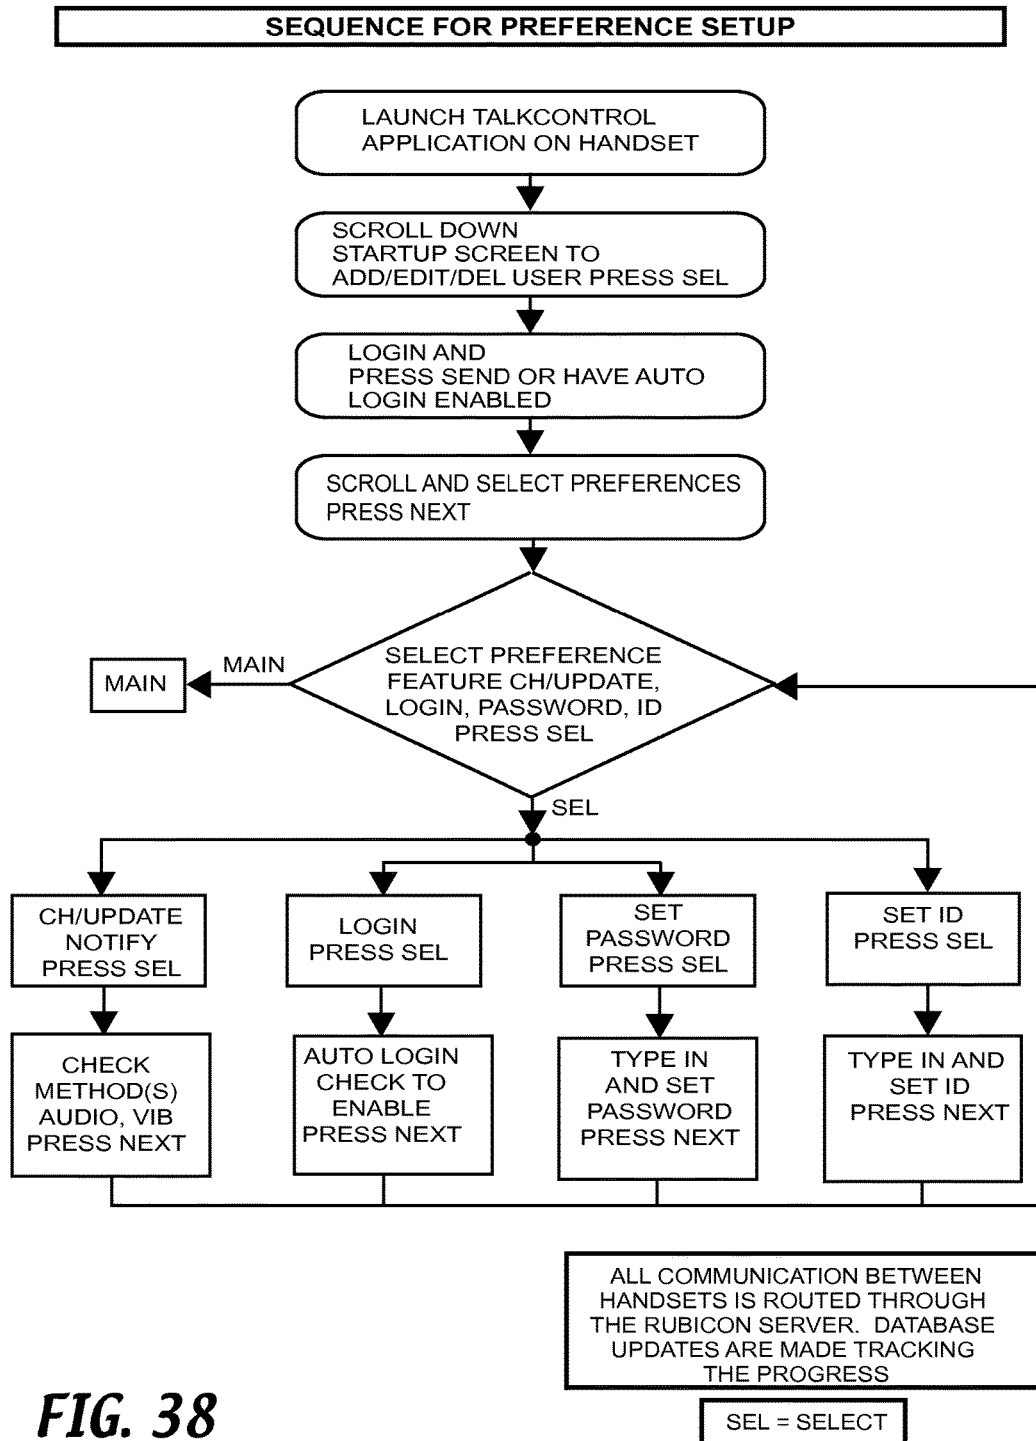 SEQUENCE FOR PREFERENCE SETUP
LAUNCH TALKCONTROL
APPLICATION ON HANDSET
SCROLL DOWN
STARTUP SCREEN TO
ADD/EDIT/DEL USER PRESS SEL
LOGIN AND
PRESS SEND OR HAVE AUTO
LOGIN ENABLED
SCROLL AND SELECT PREFERENCES
PRESS NEXT
MAIN
MAIN
SELECT PREFERENCE
FEATURE CH/UPDATE,
LOGIN, PASSWORD, ID
PRESS SEL
SEL
CH/UPDATE
NOTIFY
PRESS SEL
LOGIN
PRESS SEL
SET
PASSWORD
PRESS SEL
SET ID
PRESS SEL
CHECK
METHOD(S)
AUDIO, VIB
PRESS NEXT
AUTO LOGIN
CHECK TO
ENABLE
PRESS NEXT
TYPE IN
AND SET
PASSWORD
PRESS NEXT
TYPE IN AND
SET ID
PRESS NEXT
ALL COMMUNICATION BETWEEN
HANDSETS IS ROUTED THROUGH
THE RUBICON SERVER. DATABASE
UPDATES ARE MADE TRACKING
THE PROGRESS
FIG. 38
SEL = SELECT